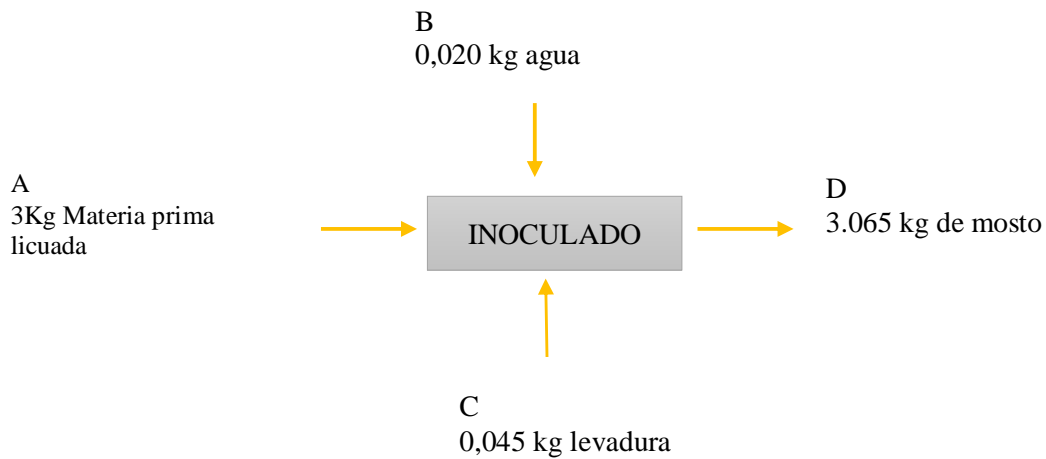 B
0,020 kg agua
A
3Kg Materia prima
licuada
INOCULADO
D
3.065 kg de mosto
C
0,045 kg levadura